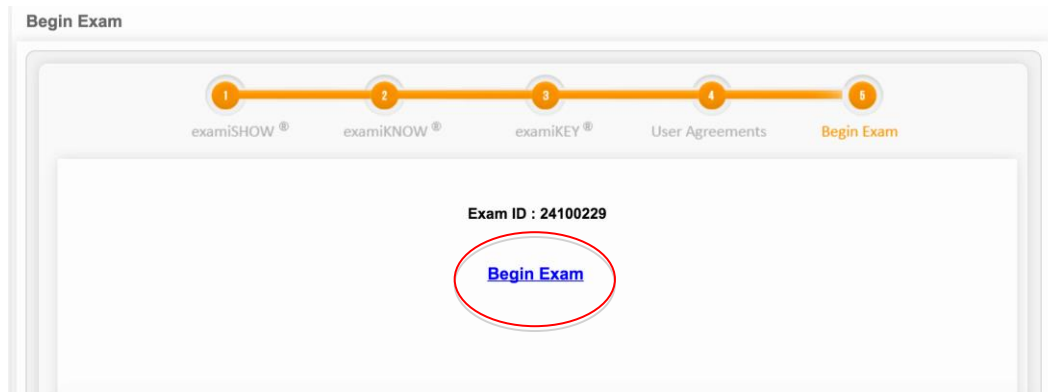 Begin Exam
1 2 3 4 5
examiSHOW ® examiKNOW ® examiKEY ® User Agreements Begin Exam
Exam ID : 24100229
Begin Exam